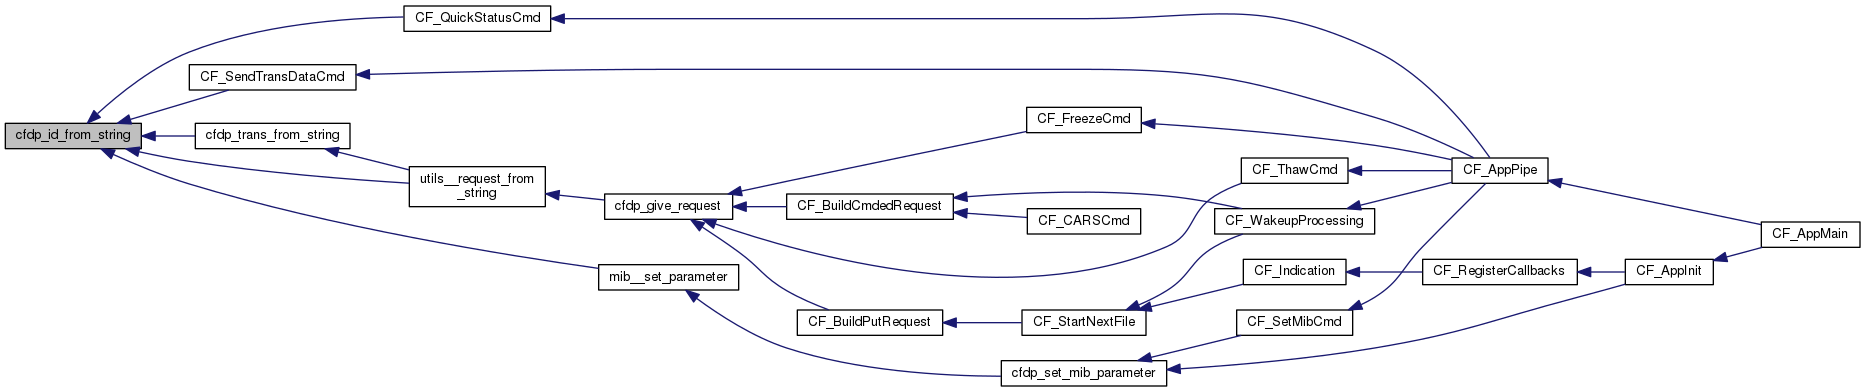 CF_QuickStatusCmd
CF_SendTransDataCmd
cfdp_id_from_string
cfdp_trans_from_string
utils__request_from
_string
cfdp_give_request
mib__set_parameter
CF_FreezeCmd
CF_BuildCmdedRequest
CF_CARSCmd
CF_BuildPutRequest
CF_StartNextFile
cfdp_set_mib_parameter
CF_ThawCmd
CF_WakeupProcessing
CF_Indication
CF_SetMibCmd
CF_AppPipe
CF_RegisterCallbacks
CF_AppInit
CF_AppMain